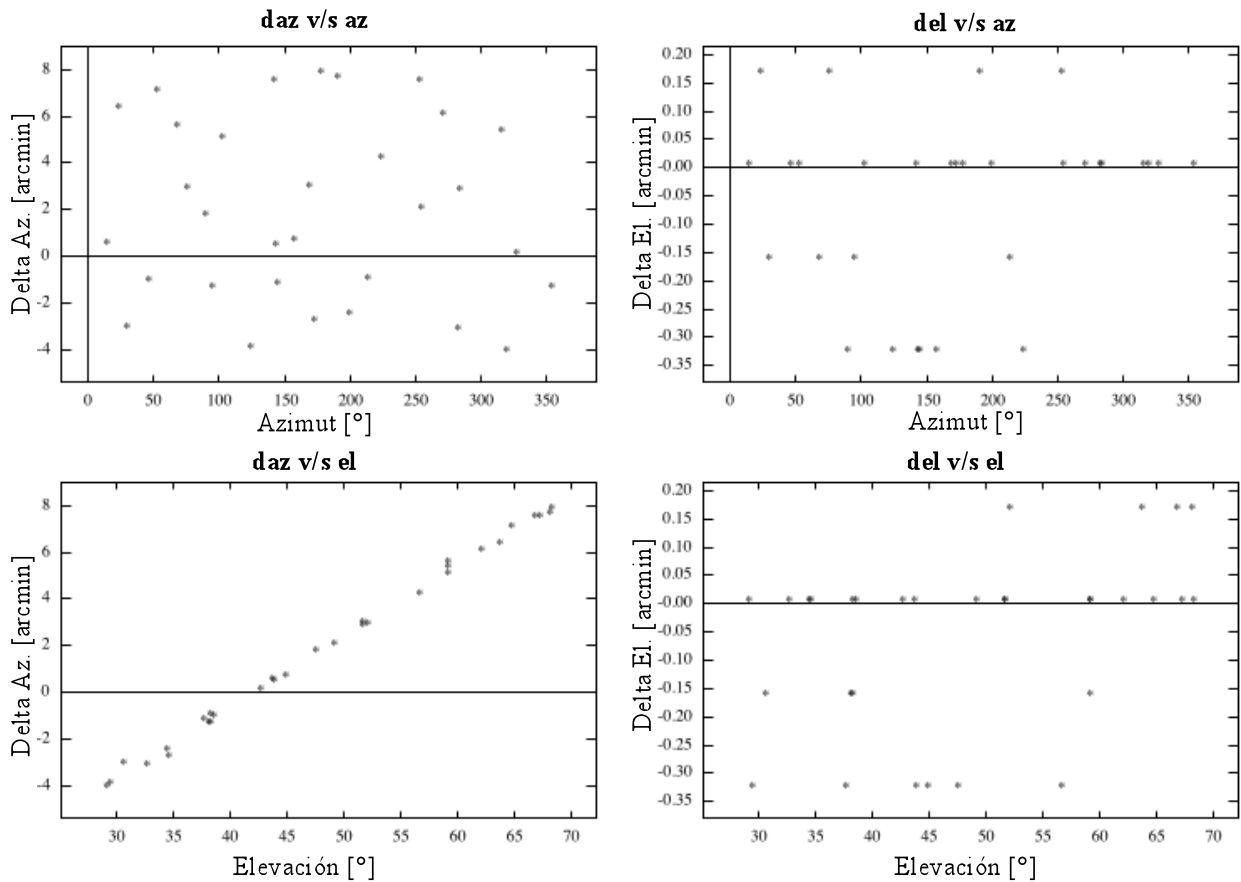 daz v/s az
8
6
4
2
0
-2
-4
Delta Az. [arcmin]
0 50 100 150 200 250 300 350
Azimut [°]
del v/s az
0.20
0.15
0.10
0.05
-0.00
-0.05
-0.10
-0.15
-0.20
-0.25
-0.30
-0.35
Delta El. [arcmin]
0 50 100 150 200 250 300 350
Azimut [°]
daz v/s el
8
6
4
2
0
-2
-4
Delta Az. [arcmin]
30 35 40 45 50 55 60 65 70
Elevación [°]
del v/s el
0.20
0.15
0.10
0.05
-0.00
-0.05
-0.10
-0.15
-0.20
-0.25
-0.30
-0.35
Delta El. [arcmin]
30 35 40 45 50 55 60 65 70
Elevación [°]